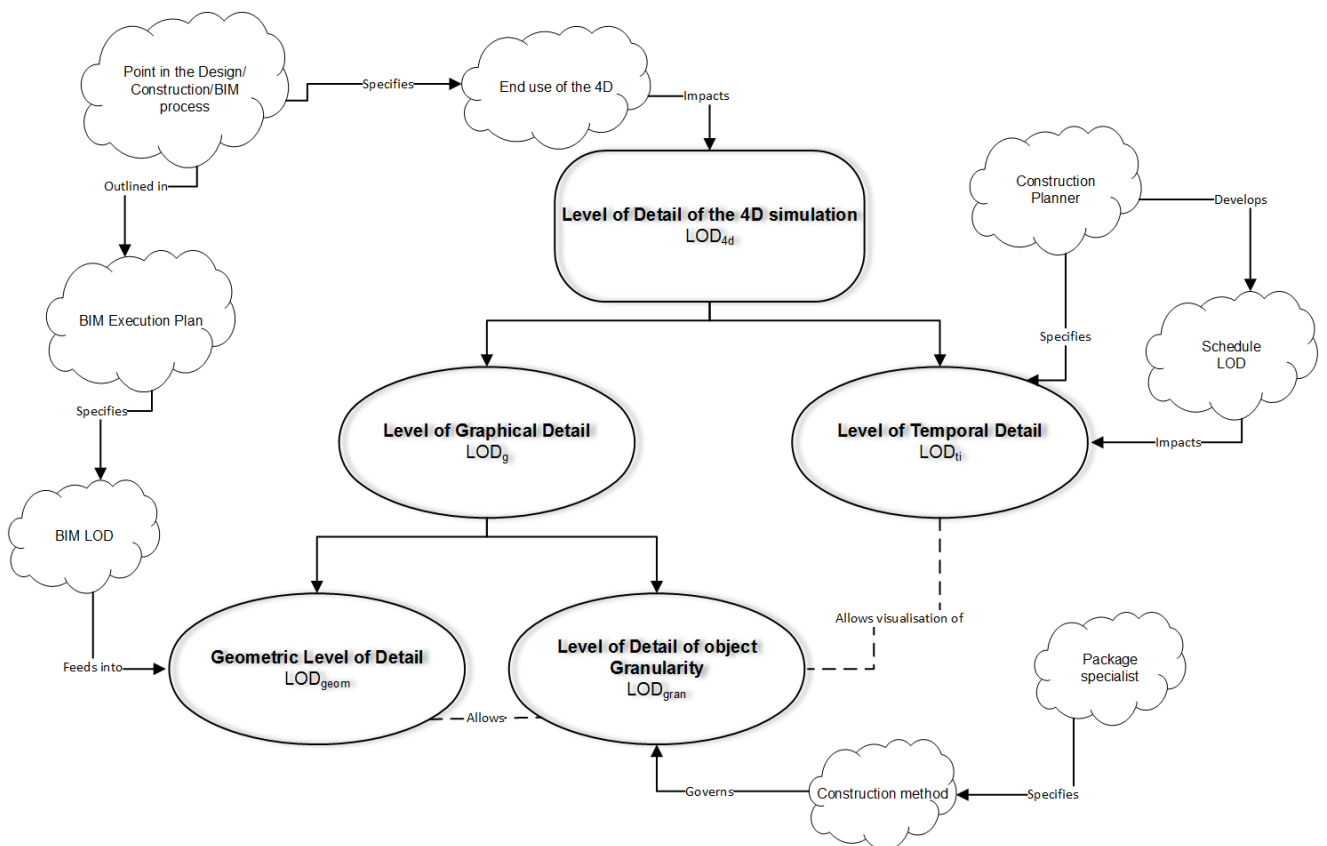 Point in the Design/
Construction/BIM
process
Specifies
End use of the 4D
Impacts
Outlined in
Level of Detail of the 4D simulation
LOD4d
Construction
Planner
Develops
BIM Execution Plan
Specifies
Schedule
LOD
Specifies
Level of Graphical Detail
LODg
Level of Temporal Detail
LODti
Impacts
BIM LOD
Allows visualisation of
Feeds into
Geometric Level of Detail
LODgeom
Level of Detail of object
Granularity
LODgran
Package
specialist
Allows
Governs
Construction method
Specifies